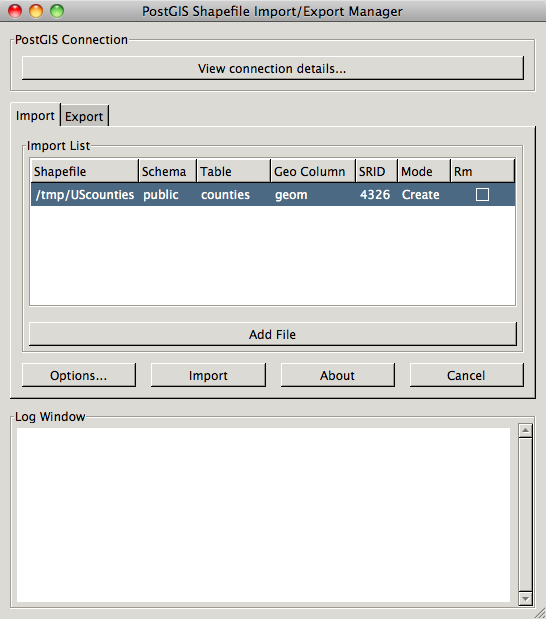 PostGIS Shapefile Import/Export Manager
PostGIS Connection
View connection details...
Import Export
Import List
Shapefile Schema Table Geo Column SRID Mode Rm
/tmp/UScounties public counties geom 4326 Create
Add File
Options... Import About Cancel
Log Window